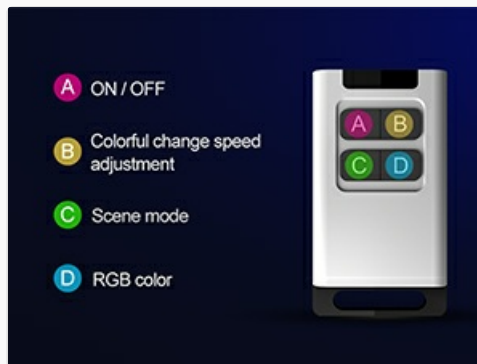 A ON / OFF
B Colorful change speed
adjustment
C Scene mode
D RGB color
A B
C D